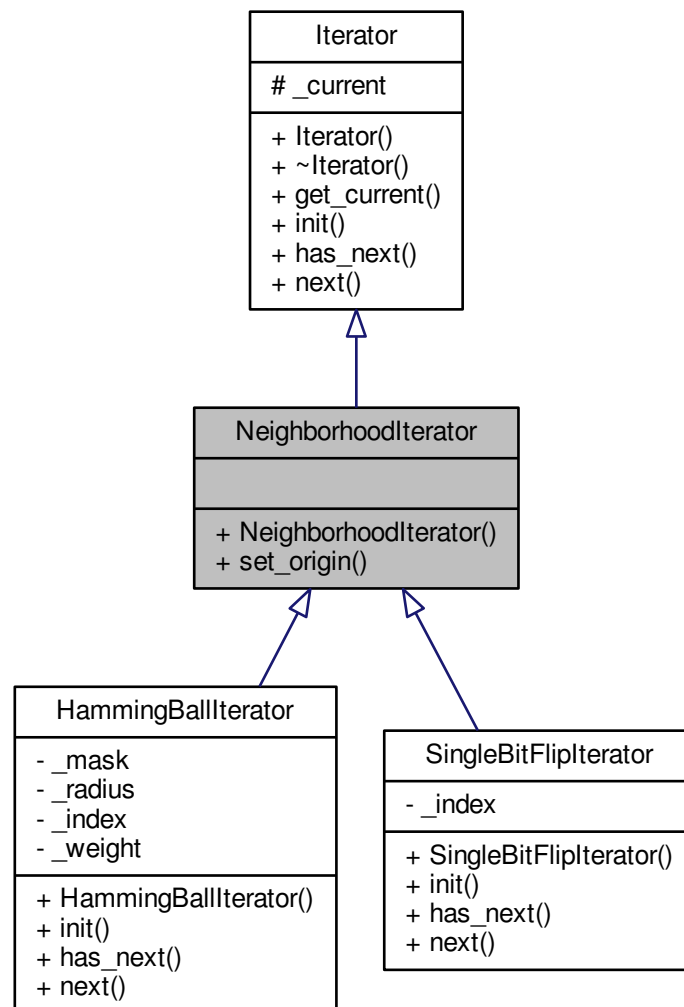 Iterator
# _current
+ Iterator()
+ ~Iterator()
+ get_current()
+ init()
+ has_next()
+ next()
NeighborhoodIterator
+ NeighborhoodIterator()
+ set_origin()
HammingBallIterator
- _mask
- _radius
- _index
- _weight
+ HammingBallIterator()
+ init()
+ has_next()
+ next()
SingleBitFlipIterator
- _index
+ SingleBitFlipIterator()
+ init()
+ has_next()
+ next()